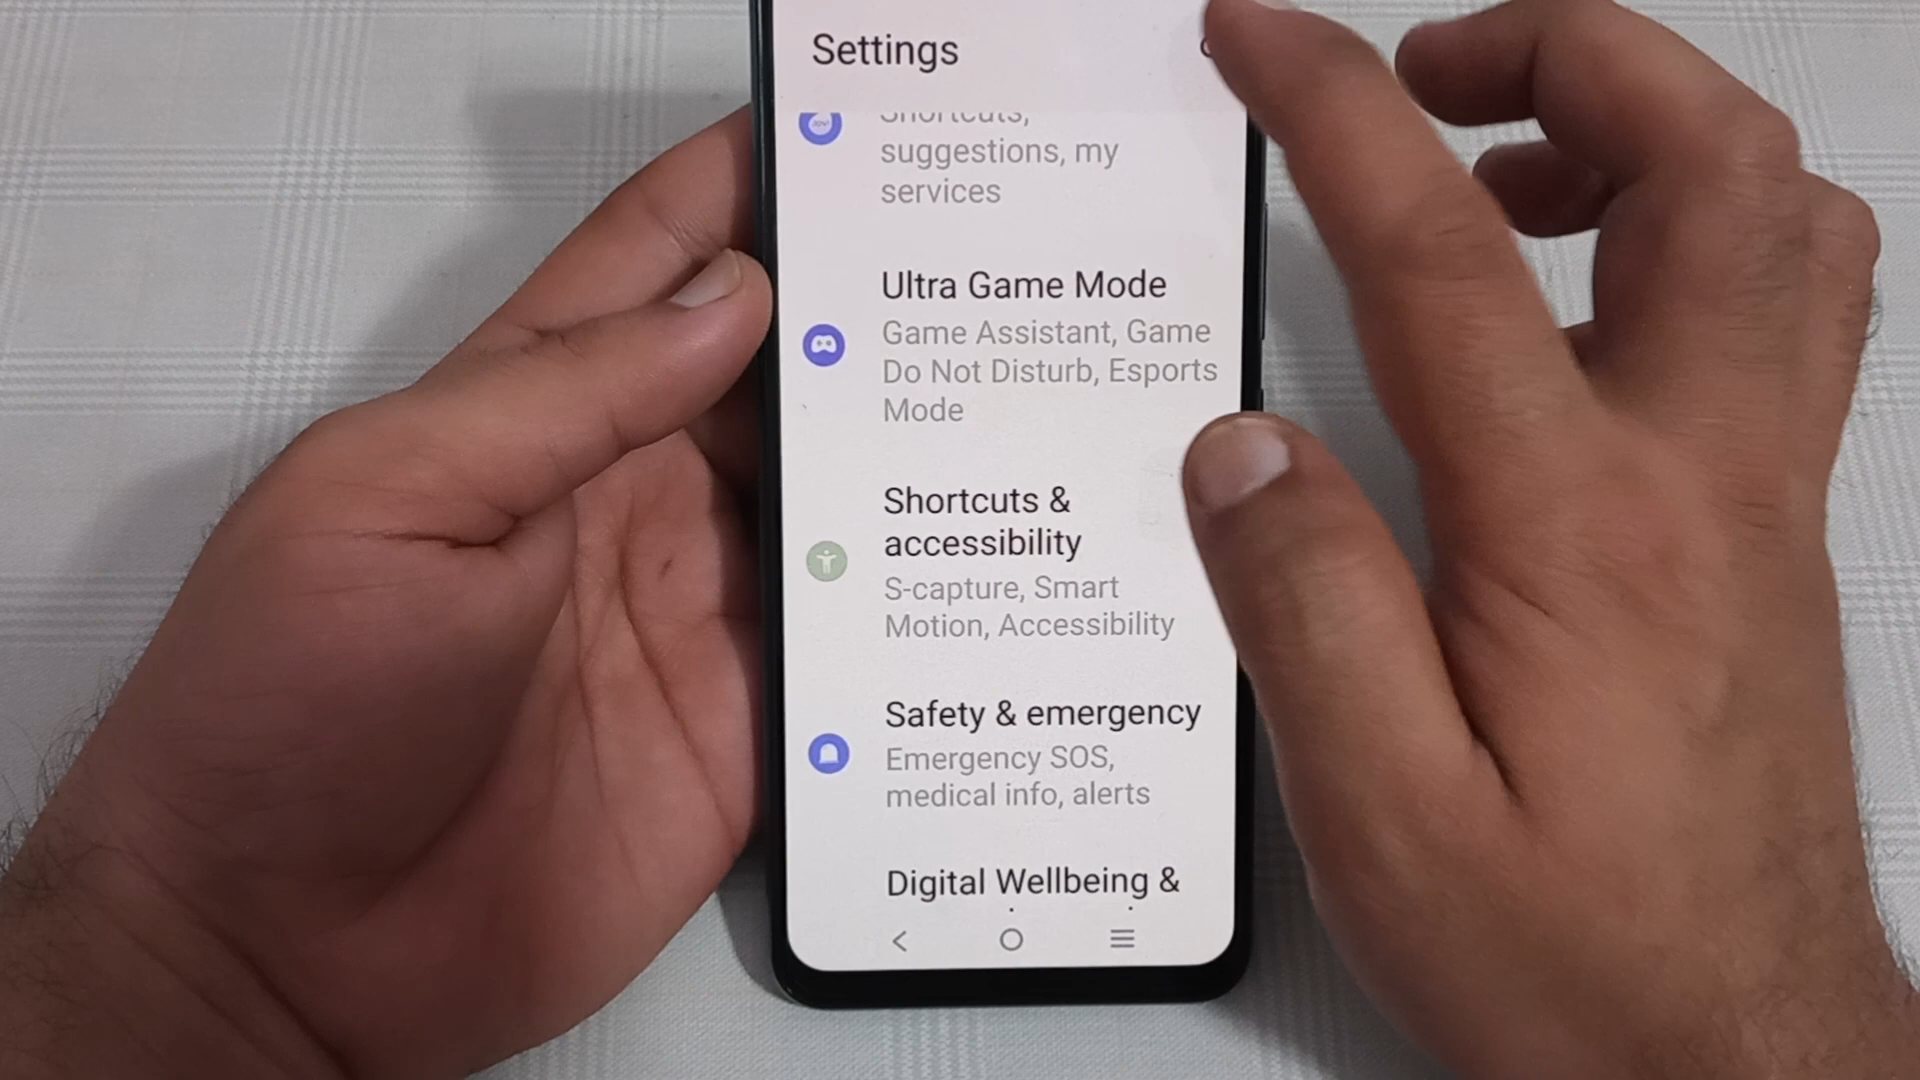 Settings
Shortcuts,
suggestions, my
services
Ultra Game Mode
Game Assistant, Game
Do Not Disturb, Esports
Mode
Shortcuts &
accessibility
S-capture, Smart
Motion, Accessibility
Safety & emergency
Emergency SOS,
medical info, alerts
Digital Wellbeing &